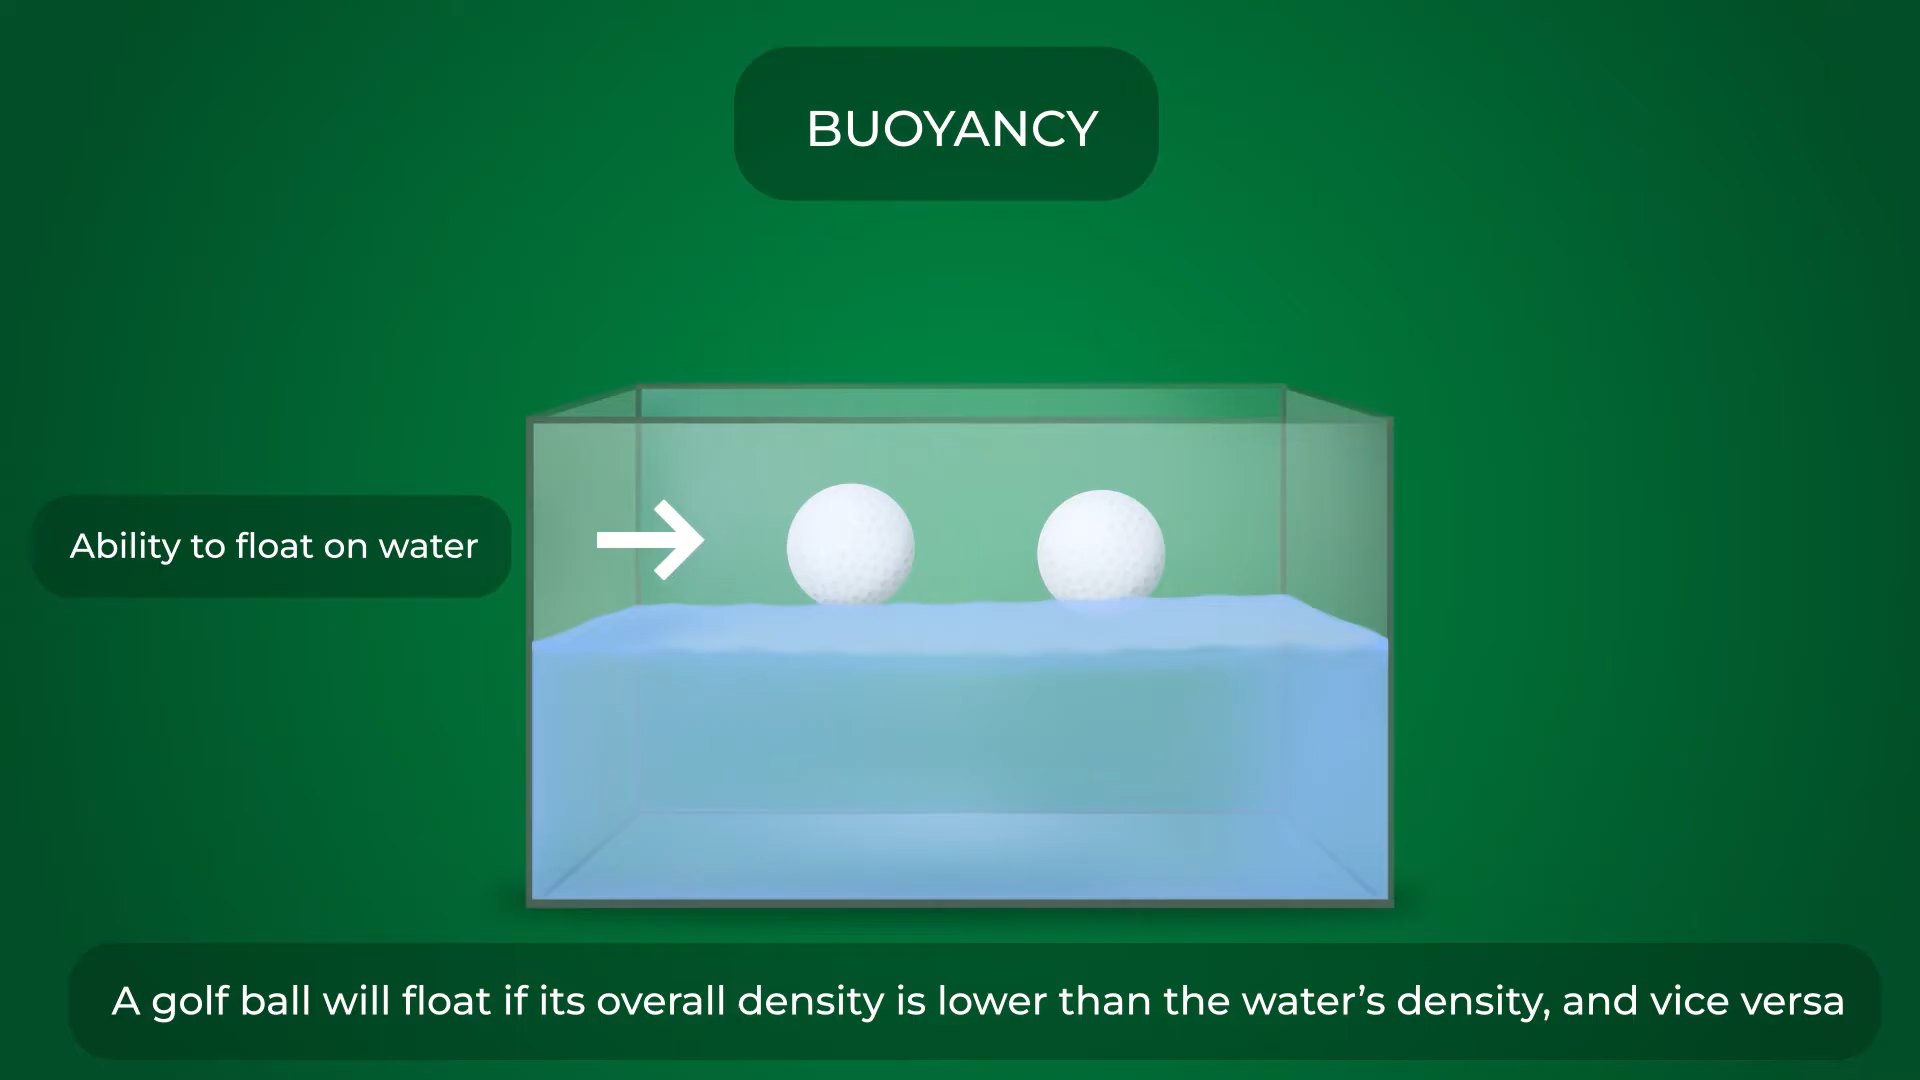 BUOYANCY
Ability to float on water
A golf ball will float if its overall density is lower than the water’s density, and vice versa